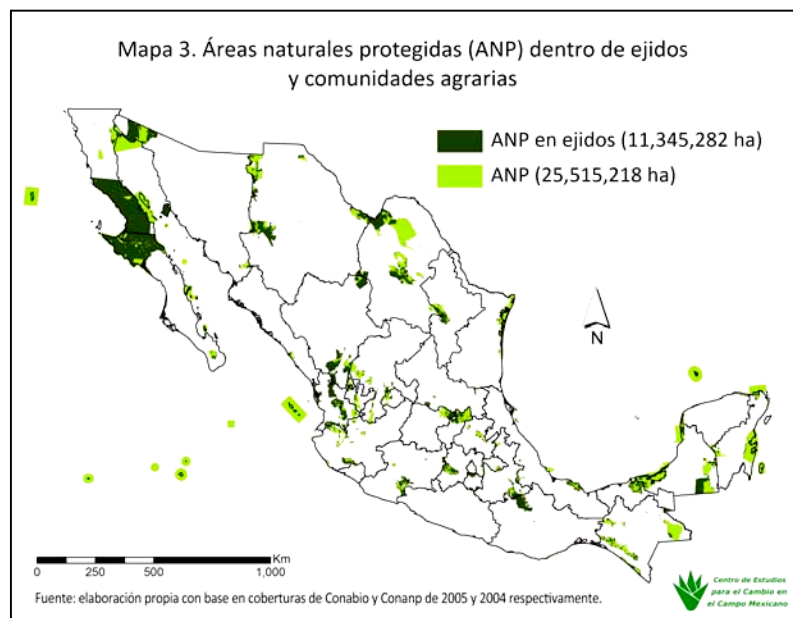 Mapa 3. Áreas naturales protegidas (ANP) dentro de ejidos
y comunidades agrarias
ANP en ejidos (11,345,282 ha)
ANP (25,515,218 ha)
N
Km
0 250 500 1,000
Fuente: elaboración propia con base en coberturas de Conabio y Conanp de 2005 y 2004 respectivamente.
Centro de Estudios
para el Cambio en
el Campo Mexicano